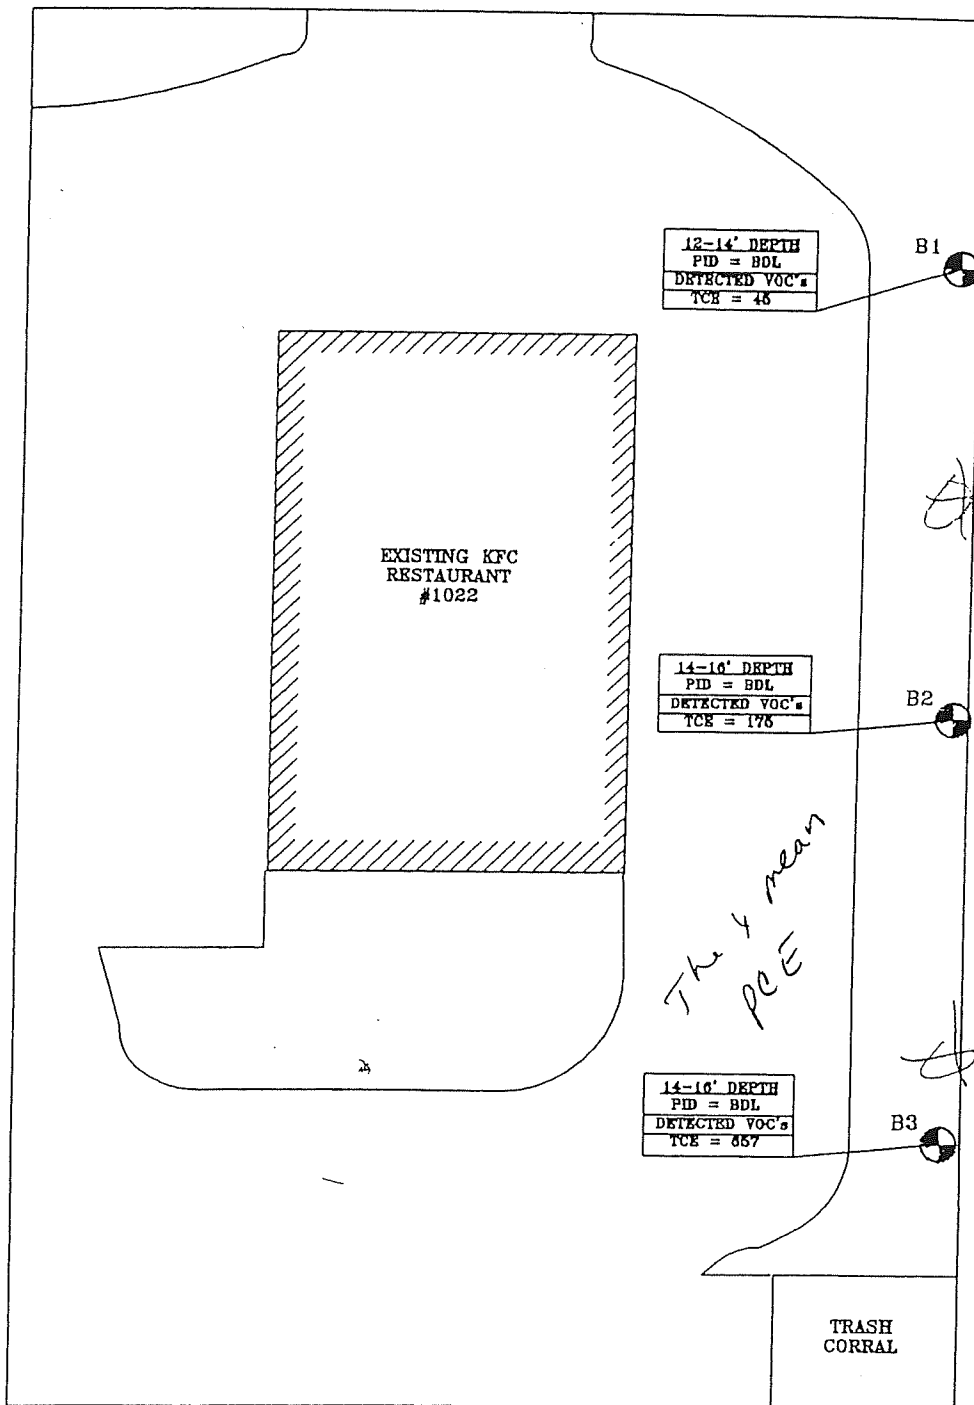 B1
12-14' DEPTH
PID = BDL
DETECTED VOC's
TCE = 45
EXISTING KFC
RESTAURANT
#1022
14-16' DEPTH
PID = BDL
DETECTED VOC's
TCE = 175
B2
The 4 mean
PCE
14-16' DEPTH
PID = BDL
DETECTED VOC's
TCE = 657
B3
TRASH
CORRAL